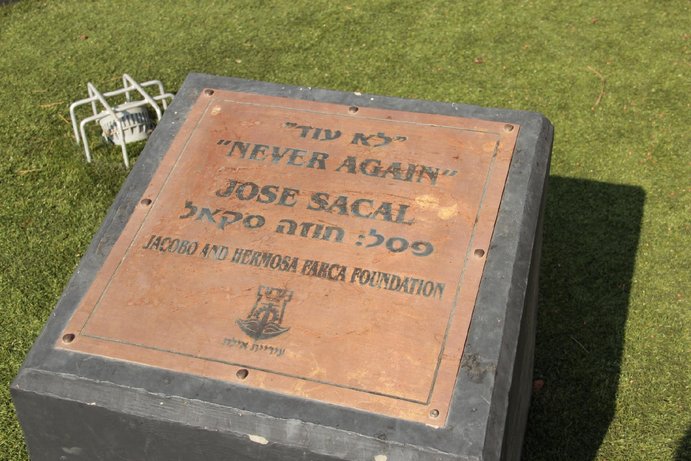 "לא עוד"
"NEVER AGAIN"
JOSE SACAL
פסל: חוזה סקאל
JACOBO AND HERMOSA FARCA FOUNDATION
עיריית אילת